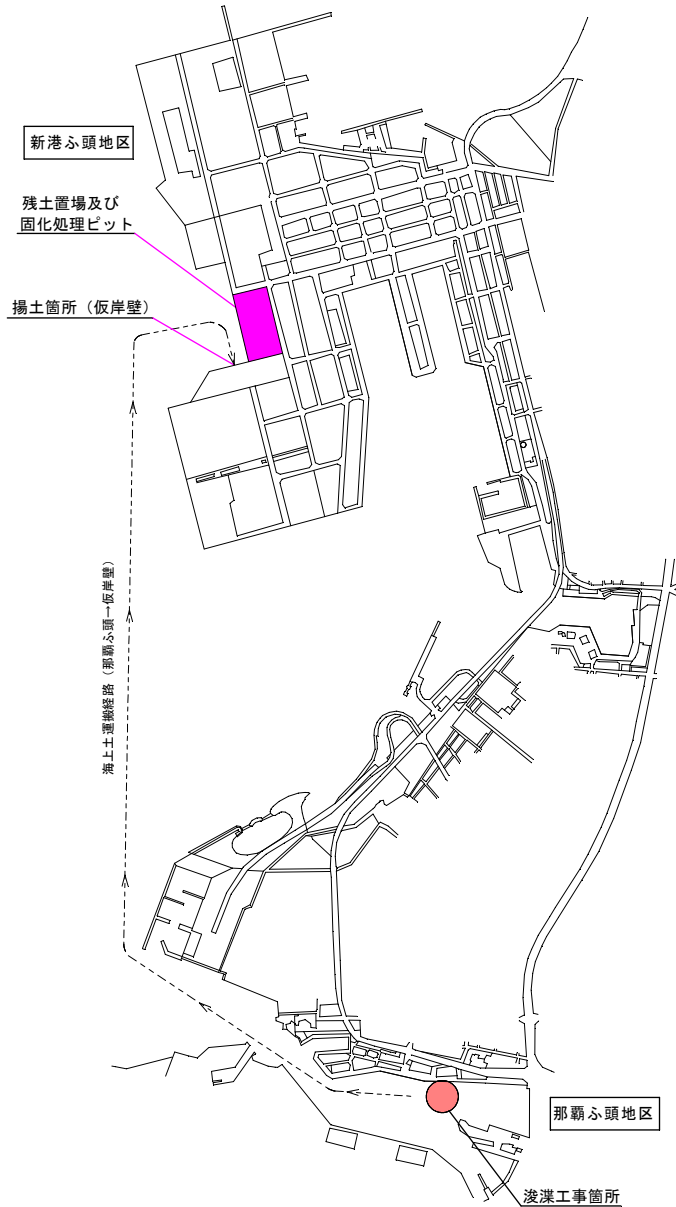 新港ふ頭地区
残土置場及び
固化処理ピット
揚土箇所（仮岸壁）
海上土運搬経路（那覇ふ頭→仮岸壁）
那覇ふ頭地区
浚渫工事箇所